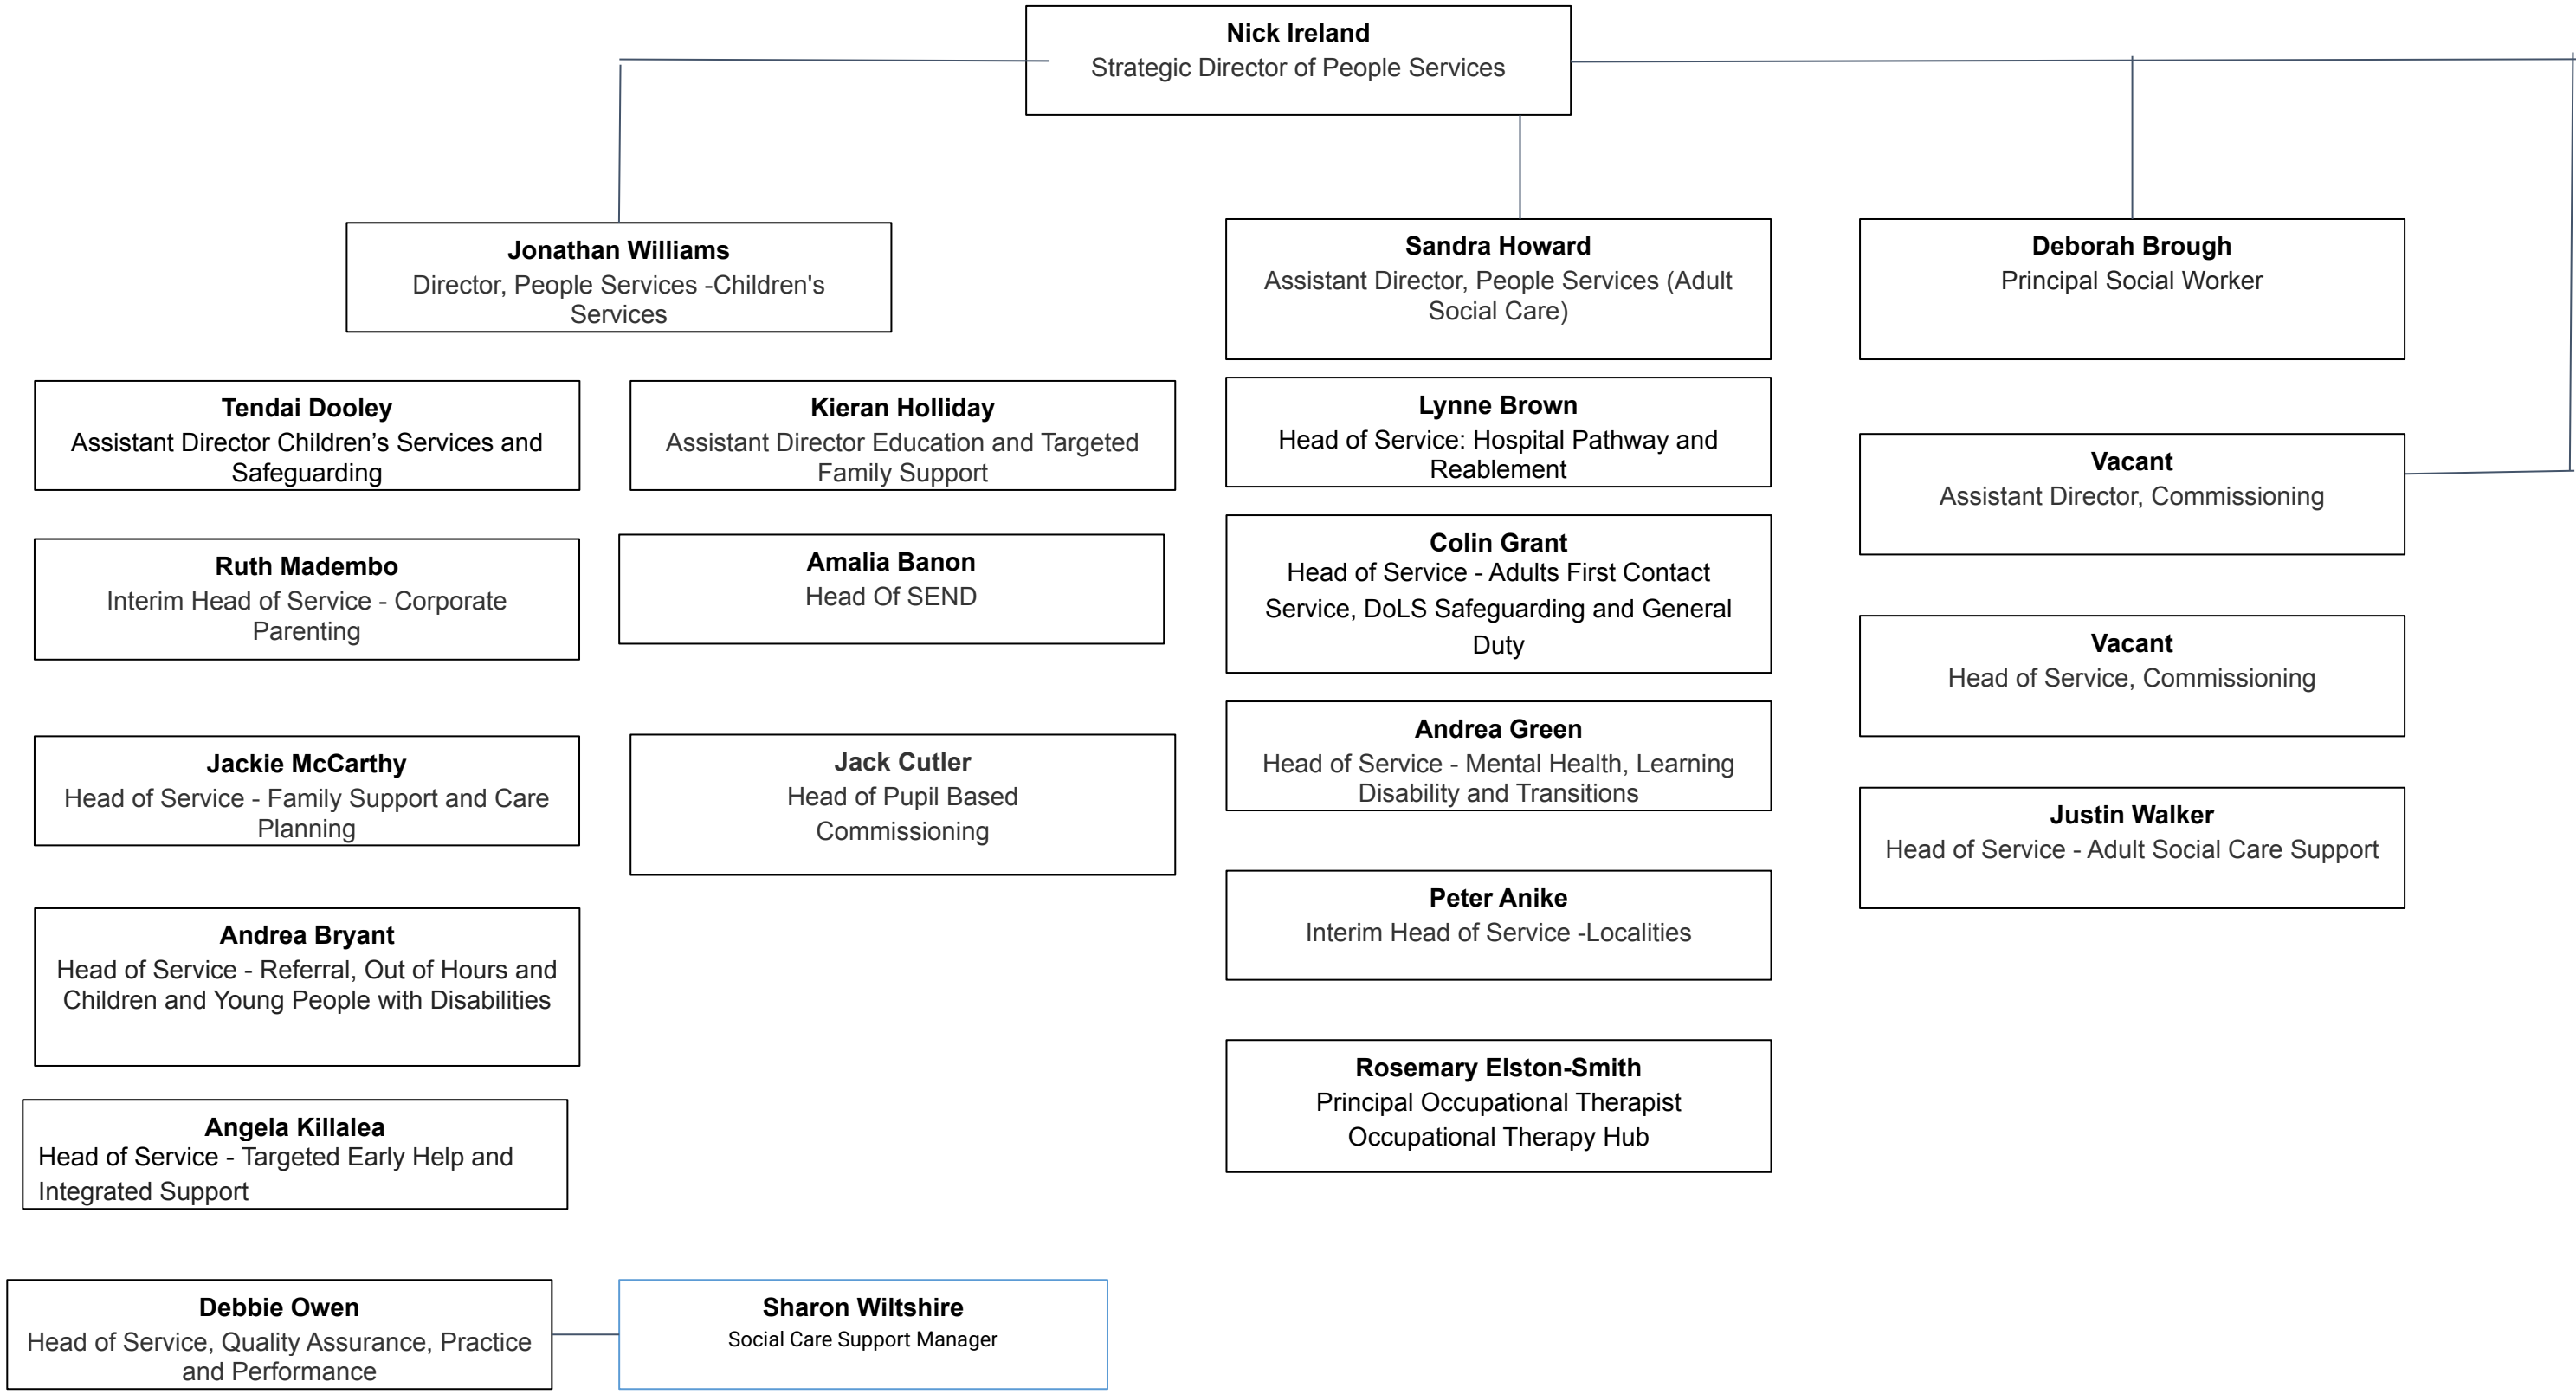 Nick Ireland
Strategic Director of People Services
Jonathan Williams
Director, People Services -Children's
Services
Sandra Howard
Assistant Director, People Services (Adult
Social Care)
Deborah Brough
Principal Social Worker
Tendai Dooley
Assistant Director Children’s Services and
Safeguarding
Ruth Madembo
Interim Head of Service - Corporate
Parenting
Jackie McCarthy
Head of Service - Family Support and Care
Planning
Andrea Bryant
Head of Service - Referral, Out of Hours and
Children and Young People with Disabilities
Angela Killalea
Head of Service - Targeted Early Help and
Integrated Support
Debbie Owen
Head of Service, Quality Assurance, Practice
and Performance
Sharon Wiltshire
Social Care Support Manager
Kieran Holliday
Assistant Director Education and Targeted
Family Support
Amalia Banon
Head Of SEND
Jack Cutler
Head of Pupil Based
Commissioning
Lynne Brown
Head of Service: Hospital Pathway and
Reablement
Colin Grant
Head of Service - Adults First Contact
Service, DoLS Safeguarding and General
Duty
Andrea Green
Head of Service - Mental Health, Learning
Disability and Transitions
Peter Anike
Interim Head of Service -Localities
Rosemary Elston-Smith
Principal Occupational Therapist
Occupational Therapy Hub
Vacant
Assistant Director, Commissioning
Vacant
Head of Service, Commissioning
Justin Walker
Head of Service - Adult Social Care Support